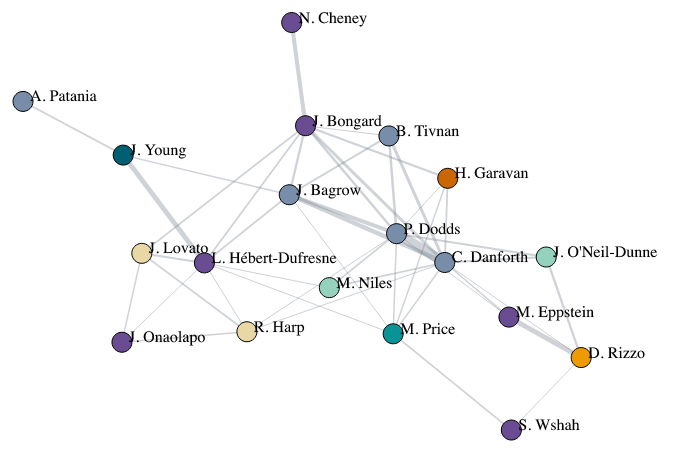 N. Cheney
A. Patania
J. Bongard
B. Tivnan
J. Young
H. Garavan
J. Bagrow
P. Dodds
J. Lovato
L. Hébert-Dufresne
C. Danforth
J. O'Neil-Dunne
M. Niles
M. Eppstein
J. Onaolapo
R. Harp
M. Price
D. Rizzo
S. Wshah